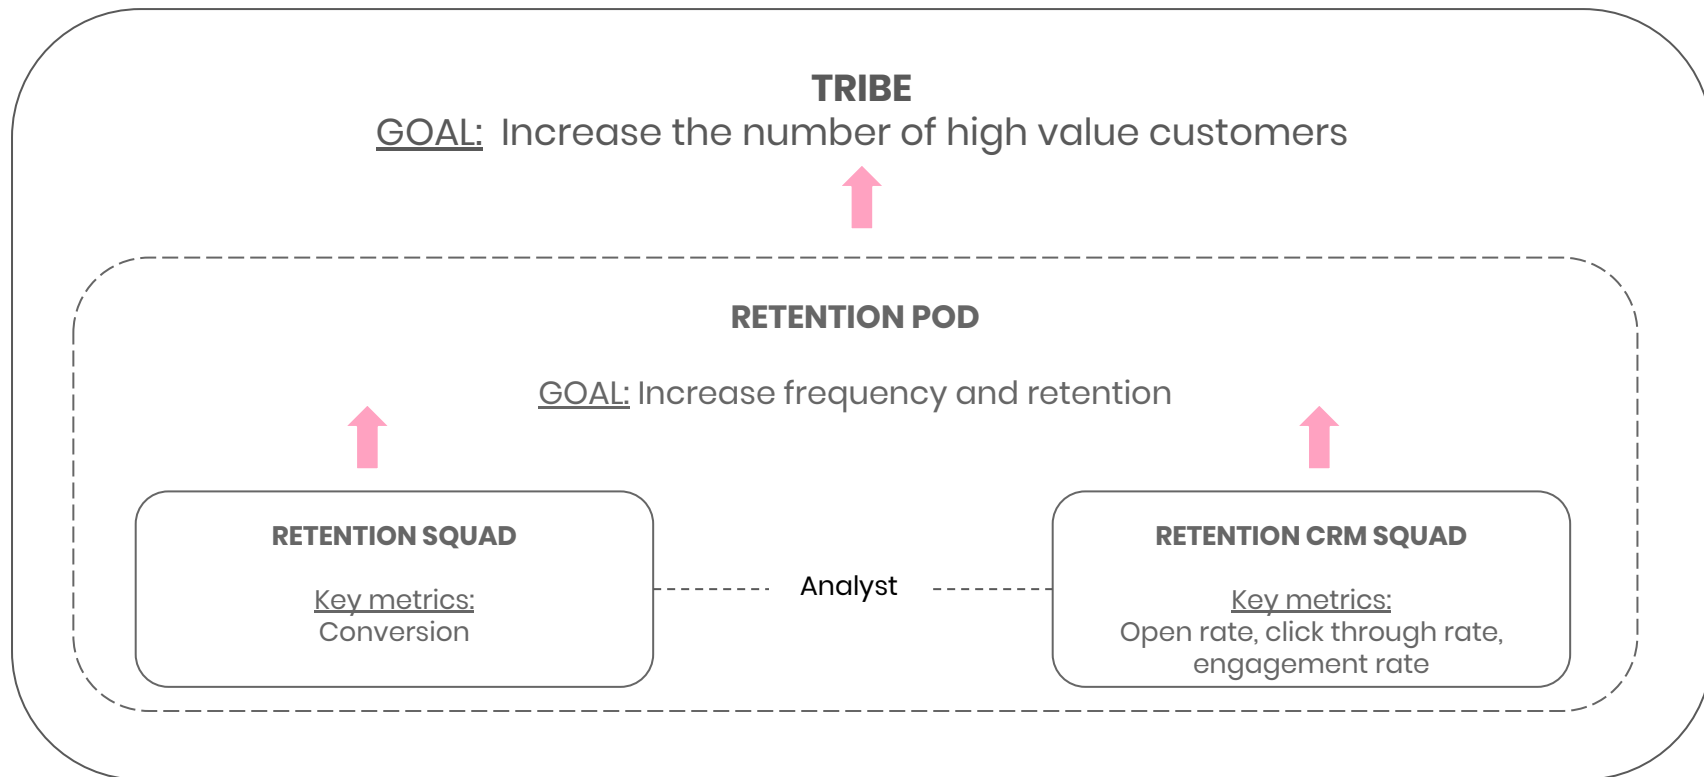 TRIBE
GOAL: Increase the number of high value customers
RETENTION POD
GOAL: Increase frequency and retention
RETENTION SQUAD
Key metrics:
Conversion
Analyst
RETENTION CRM SQUAD
Key metrics:
Open rate, click through rate,
engagement rate